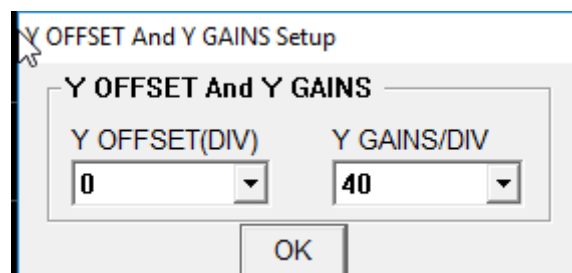 Y OFFSET And Y GAINS Setup
Y OFFSET And Y GAINS
Y OFFSET(DIV) Y GAINS/DIV
0 40
OK